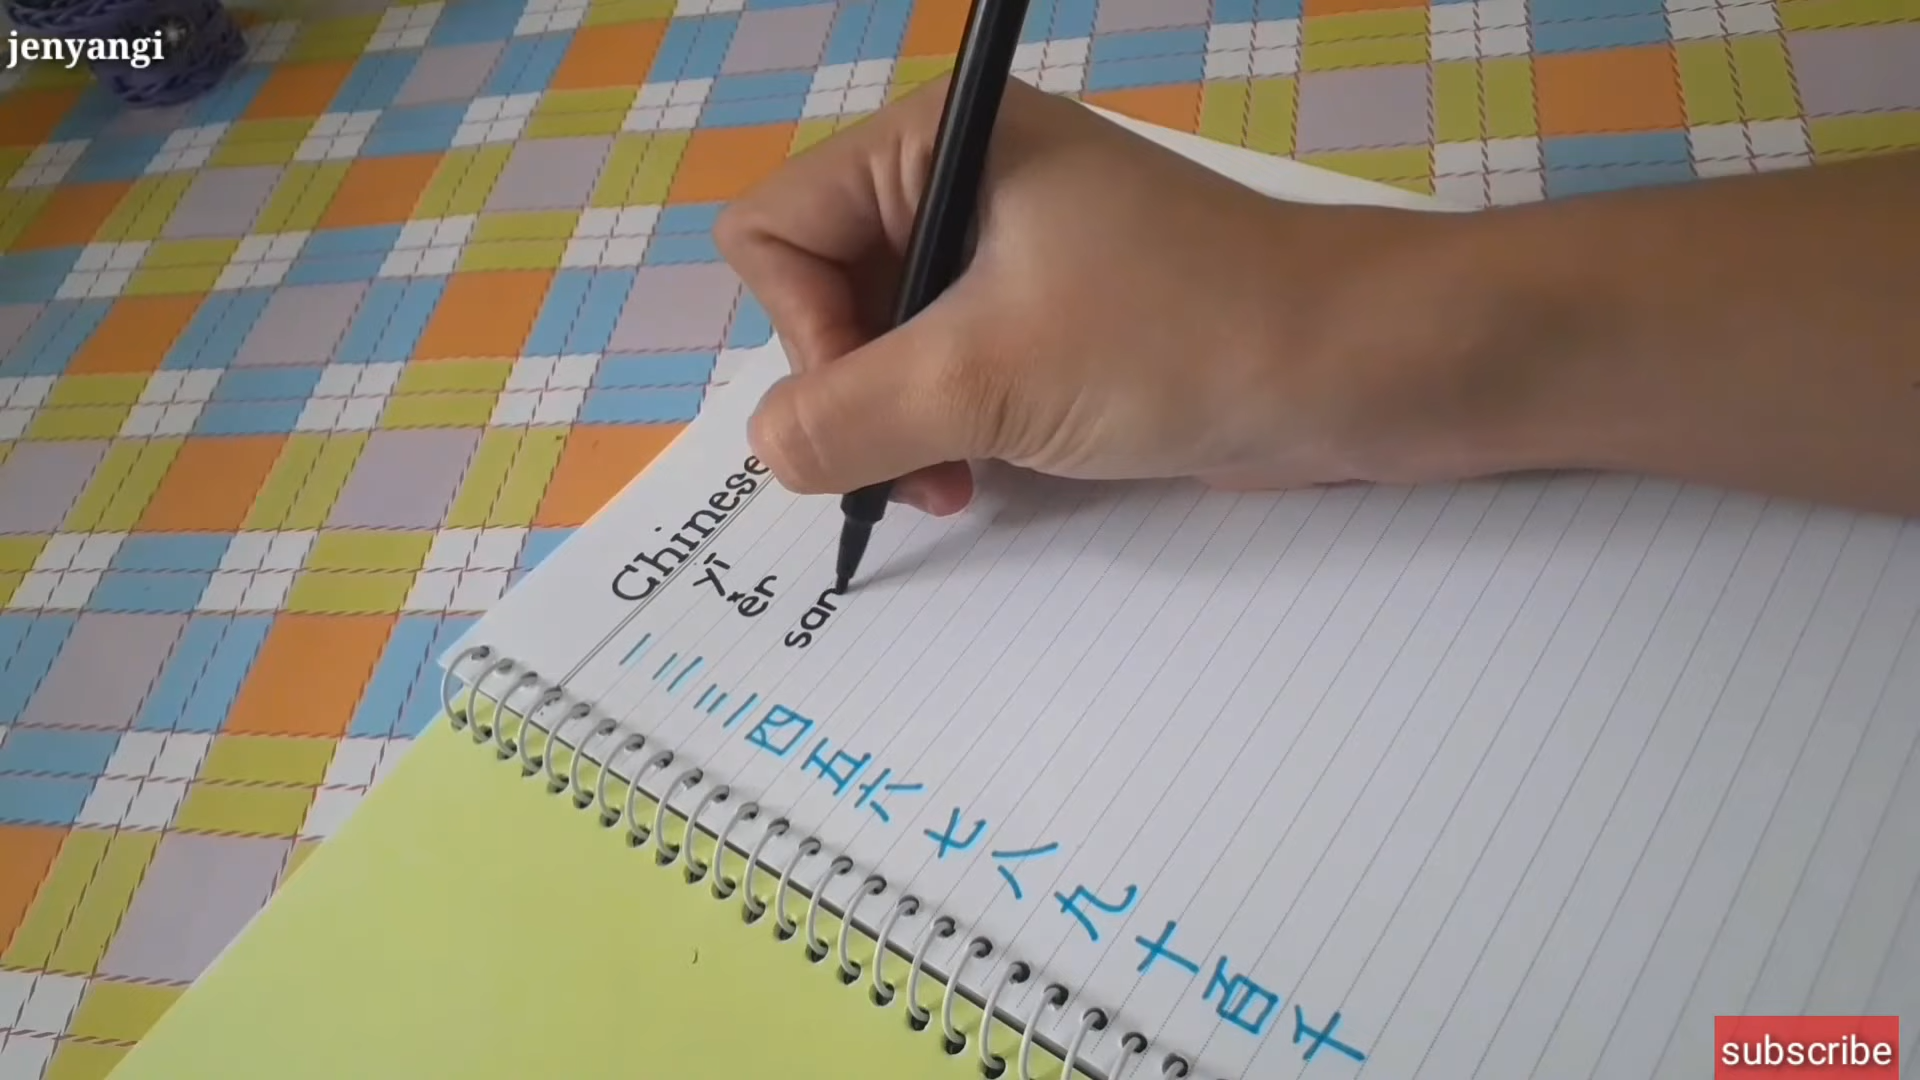 jenyangi
Chinese
一 yī
二 èr
三 san
四
五
六
七
八
九
十
百
千
subscribe